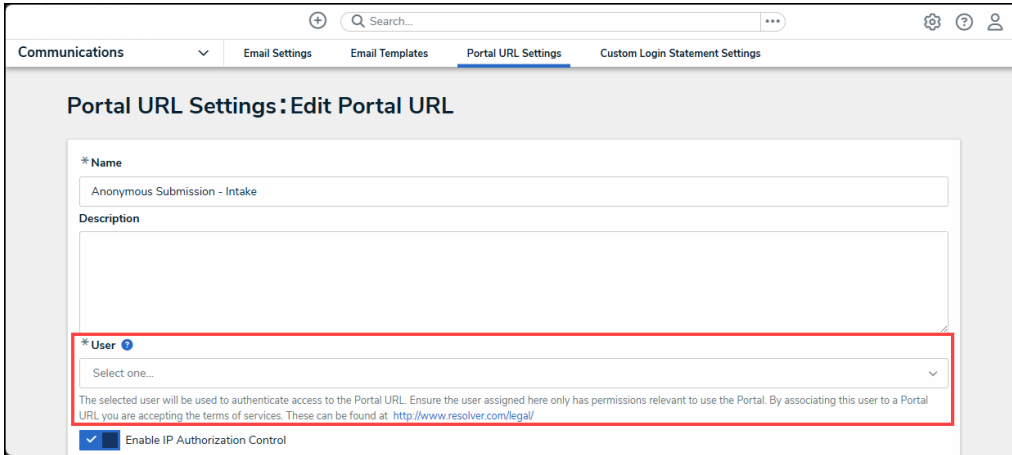 Search...
Communications
Email Settings
Email Templates
Portal URL Settings
Custom Login Statement Settings
Portal URL Settings: Edit Portal URL
*Name
Anonymous Submission - Intake
Description
*User ?
Select one...
The selected user will be used to authenticate access to the Portal URL. Ensure the user assigned here only has permissions relevant to use the Portal. By associating this user to a Portal
URL you are accepting the terms of services. These can be found at http://www.resolver.com/legal/
Enable IP Authorization Control